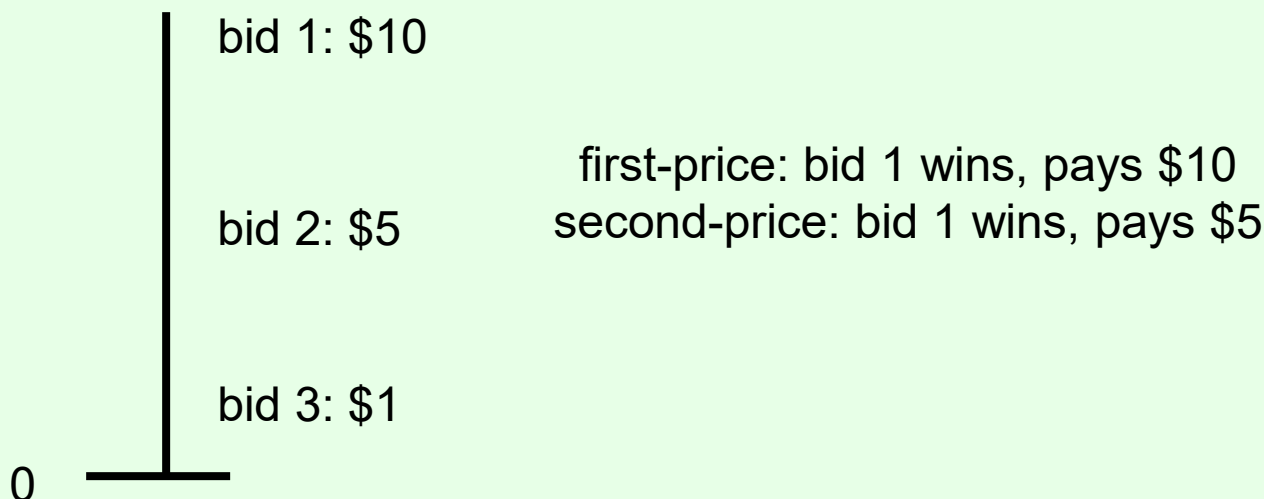 bid 1: $10
first-price: bid 1 wins, pays $10
bid 2: $5
second-price: bid 1 wins, pays $5
bid 3: $1
0